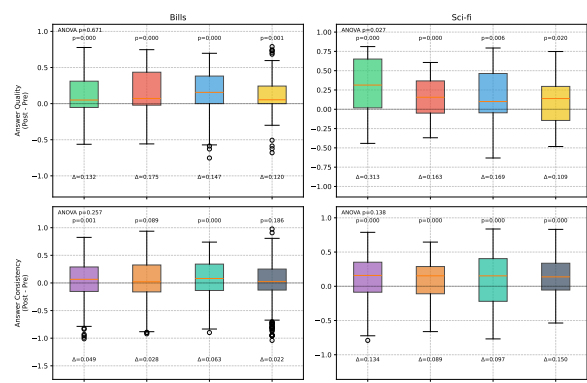 Bills
Sci-fi
ANOVA p=0.671
p=0.000 p=0.000 p=0.000 p=0.001
Answer Quality
(Post - Pre)
1.0
0.5
0.0
−0.5
−1.0
Δ=0.132 Δ=0.175 Δ=0.147 Δ=0.120
ANOVA p=0.027
p=0.000 p=0.000 p=0.006 p=0.020
1.00
0.75
0.50
0.25
0.00
−0.25
−0.50
−0.75
−1.00
Δ=0.313 Δ=0.163 Δ=0.169 Δ=0.109
ANOVA p=0.257
p=0.001 p=0.089 p=0.000 p=0.186
Answer Consistency
(Post - Pre)
1.0
0.5
0.0
−0.5
−1.0
−1.5
Δ=0.049 Δ=0.028 Δ=0.063 Δ=0.022
ANOVA p=0.138
p=0.000 p=0.000 p=0.000 p=0.000
1.0
0.5
0.0
−0.5
−1.0
Δ=0.134 Δ=0.089 Δ=0.097 Δ=0.150